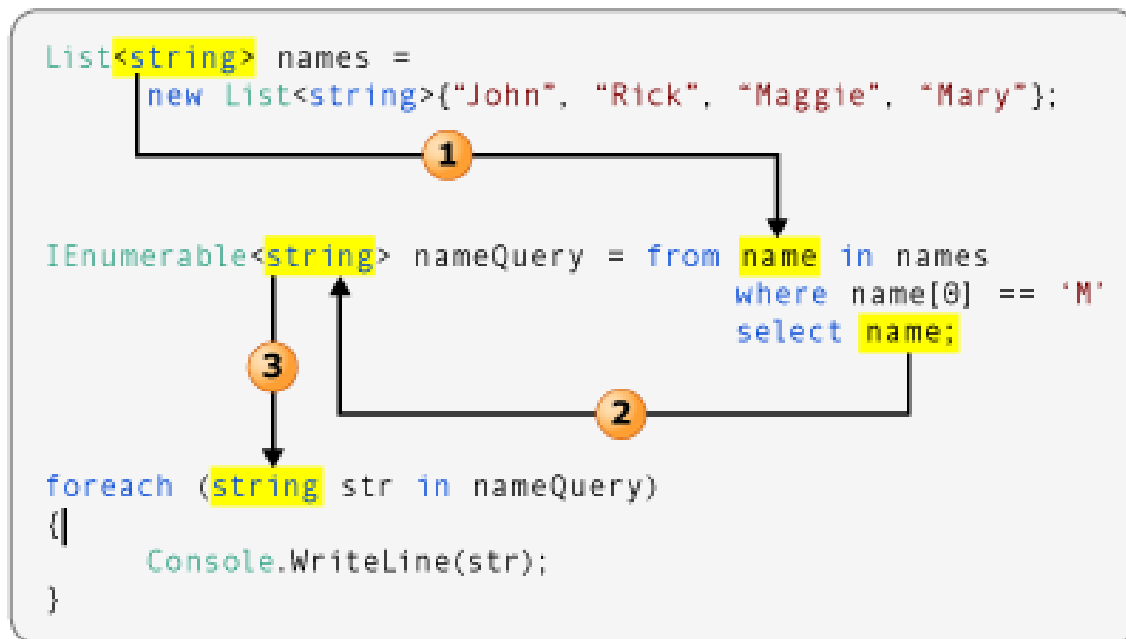 List<string> names =
new List<string>{“John”, “Rick”, “Maggie”, “Mary”};
1
IEnumerable<string> nameQuery = from name in names
where name[0] == ‘M’
select name;
3
2
foreach (string str in nameQuery)
{
Console.WriteLine(str);
}